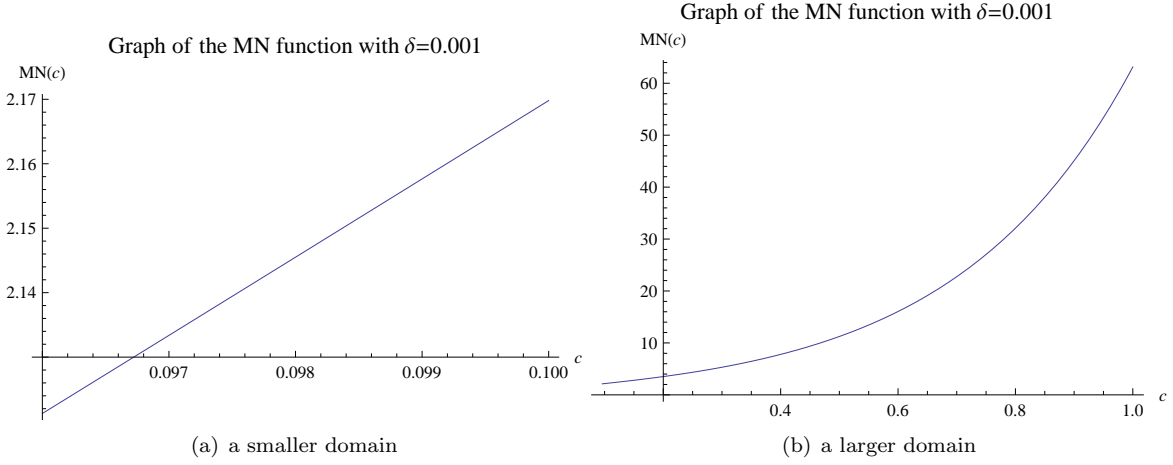 Graph of the MN function with δ=0.001
MN(c)
2.17
2.16
2.15
2.14
0.097 0.098 0.099 0.100 c
(a) a smaller domain
Graph of the MN function with δ=0.001
MN(c)
60
50
40
30
20
10
0.4 0.6 0.8 1.0 c
(b) a larger domain